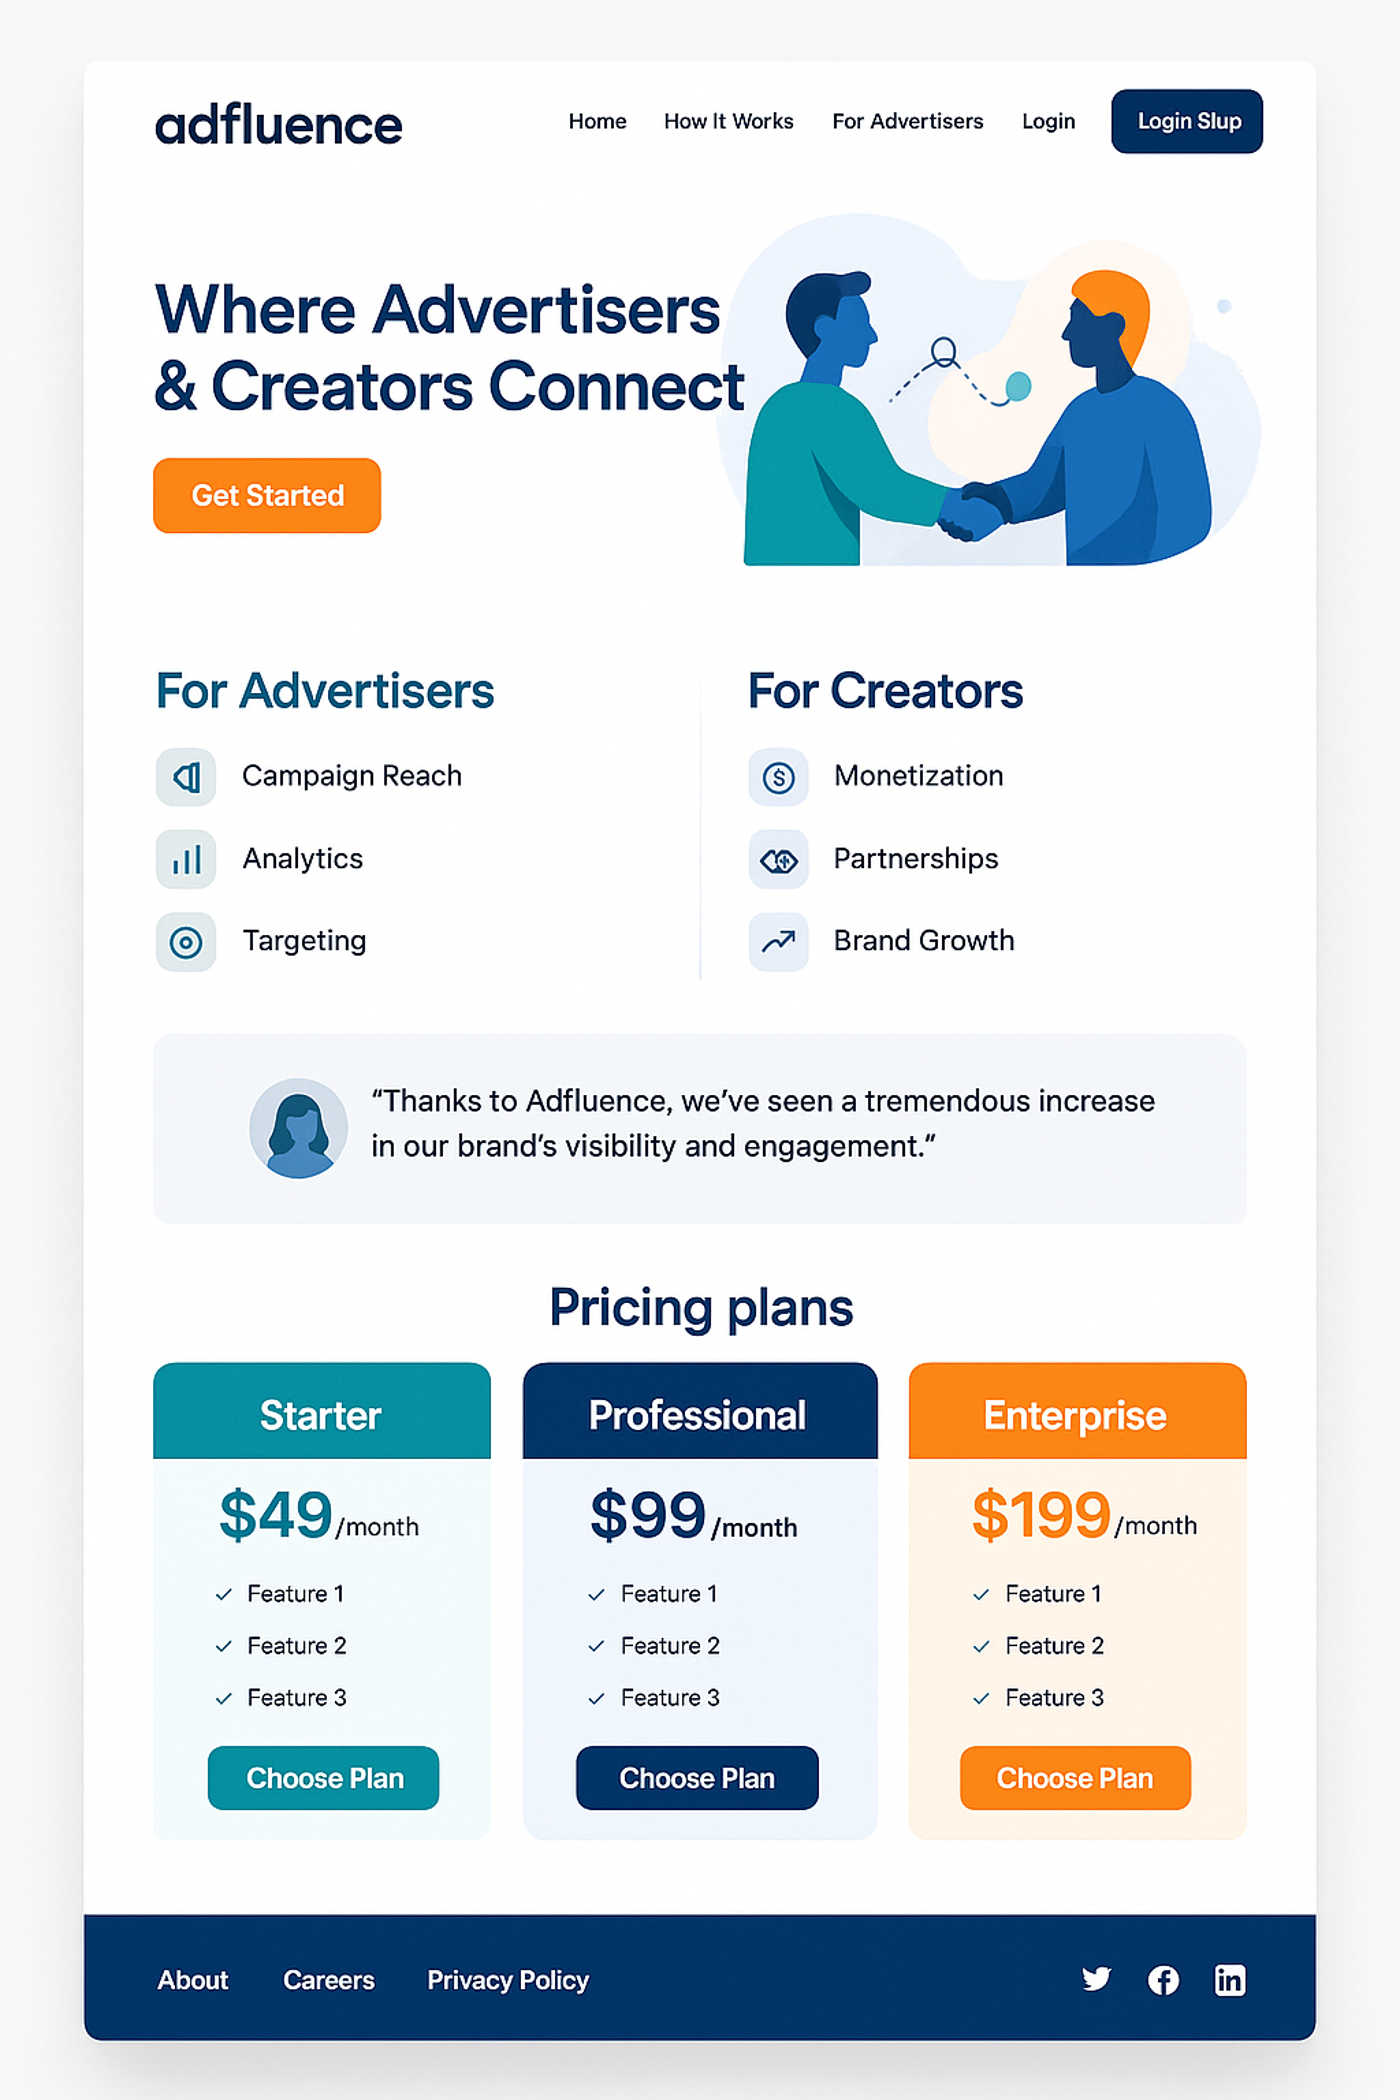 adfluence
Home
How It Works
For Advertisers
Login
Login Slup
Where Advertisers
& Creators Connect
Get Started
For Advertisers
Campaign Reach
Analytics
Targeting
For Creators
Monetization
Partnerships
Brand Growth
“Thanks to Adfluence, we’ve seen a tremendous increase
in our brand’s visibility and engagement.”
Pricing plans
Starter
$49/month
Feature 1
Feature 2
Feature 3
Choose Plan
Professional
$99/month
Feature 1
Feature 2
Feature 3
Choose Plan
Enterprise
$199/month
Feature 1
Feature 2
Feature 3
Choose Plan
About
Careers
Privacy Policy